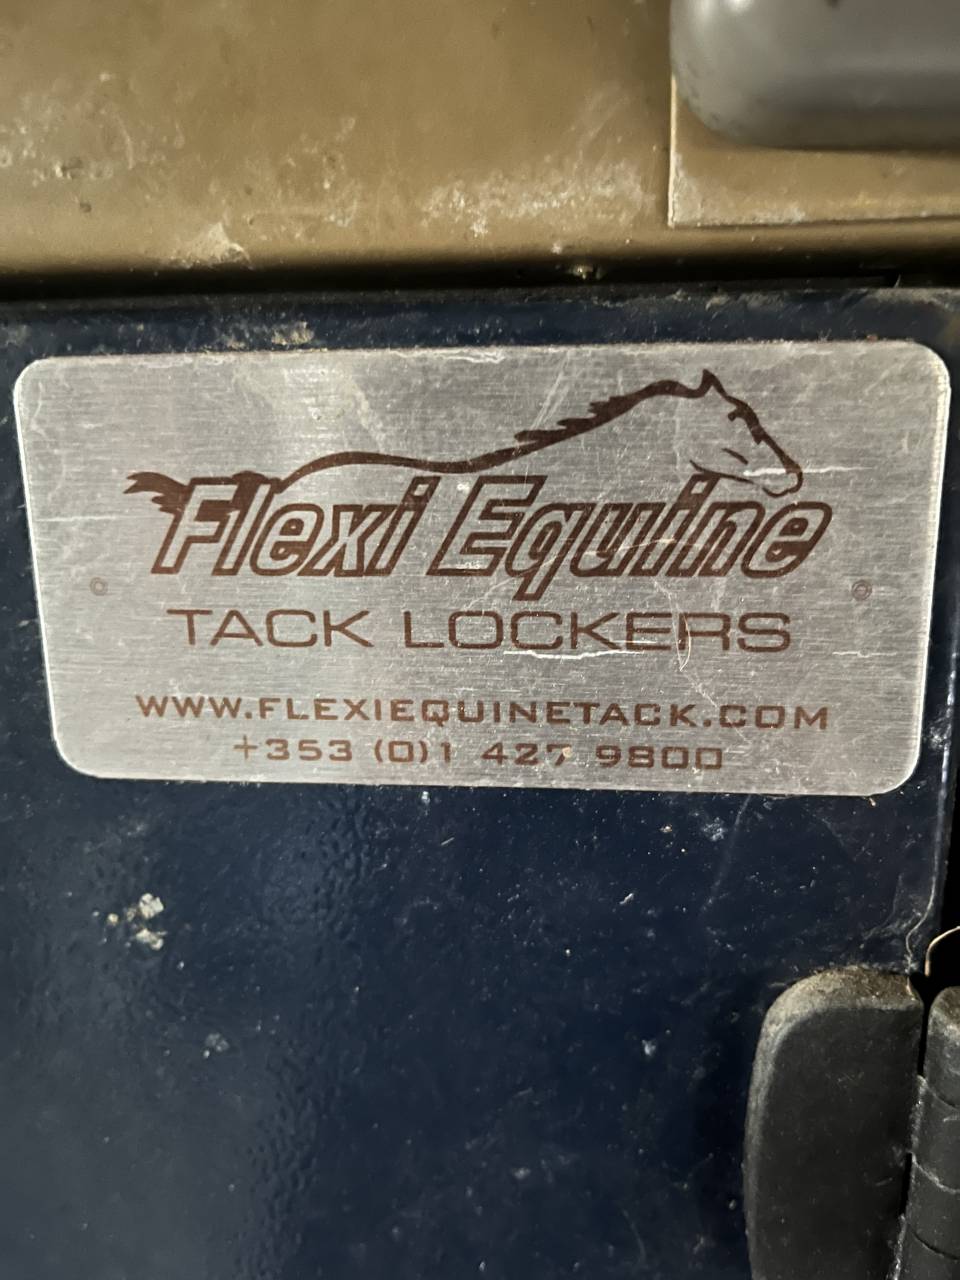 Flexi Equine
TACK LOCKERS
WWW.FLEXIEQUINETACK.COM
+353 (0)1 427 9800